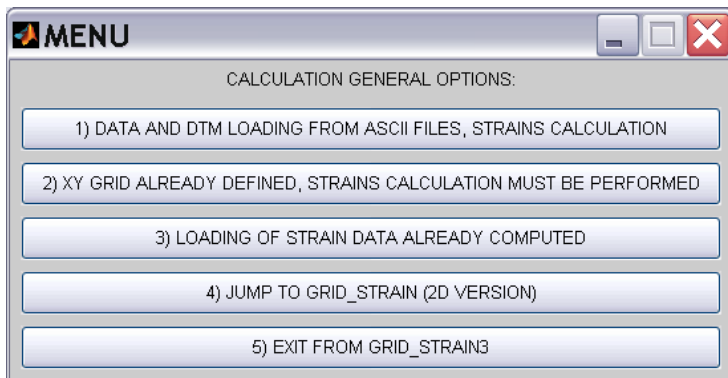 MENU
CALCULATION GENERAL OPTIONS:
1) DATA AND DTM LOADING FROM ASCII FILES, STRAINS CALCULATION
2) XY GRID ALREADY DEFINED, STRAINS CALCULATION MUST BE PERFORMED
3) LOADING OF STRAIN DATA ALREADY COMPUTED
4) JUMP TO GRID_STRAIN (2D VERSION)
5) EXIT FROM GRID_STRAIN3